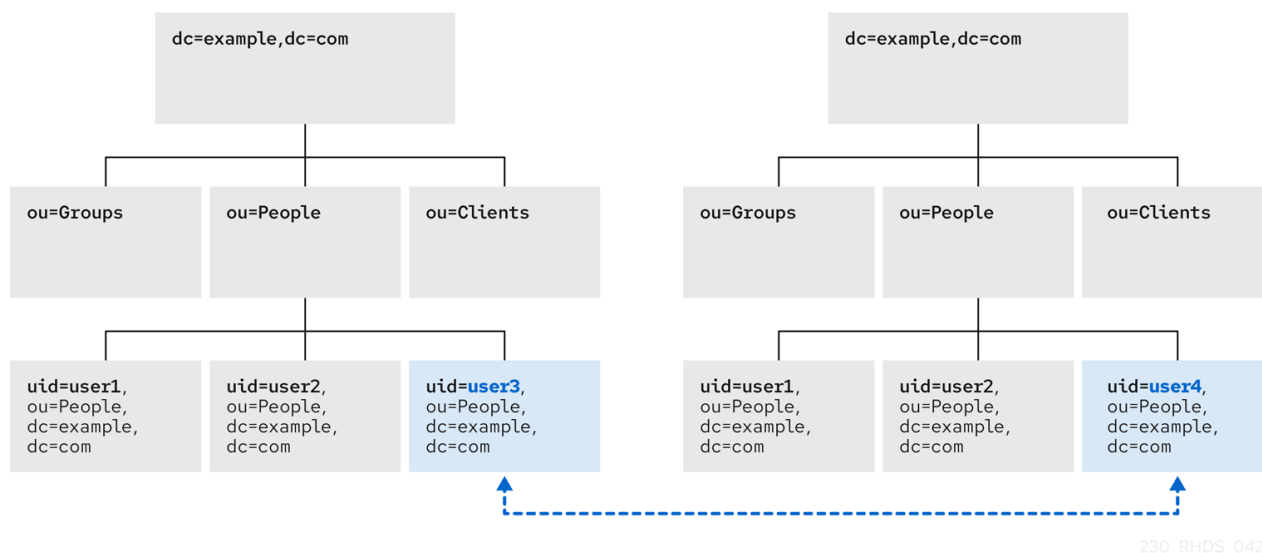 dc=example,dc=com
ou=Groups
ou=People
ou=Clients
uid=user1,
ou=People,
dc=example,
dc=com
uid=user2,
ou=People,
dc=example,
dc=com
uid=user3,
ou=People,
dc=example,
dc=com
dc=example,dc=com
ou=Groups
ou=People
ou=Clients
uid=user1,
ou=People,
dc=example,
dc=com
uid=user2,
ou=People,
dc=example,
dc=com
uid=user4,
ou=People,
dc=example,
dc=com
230_RHDS_042